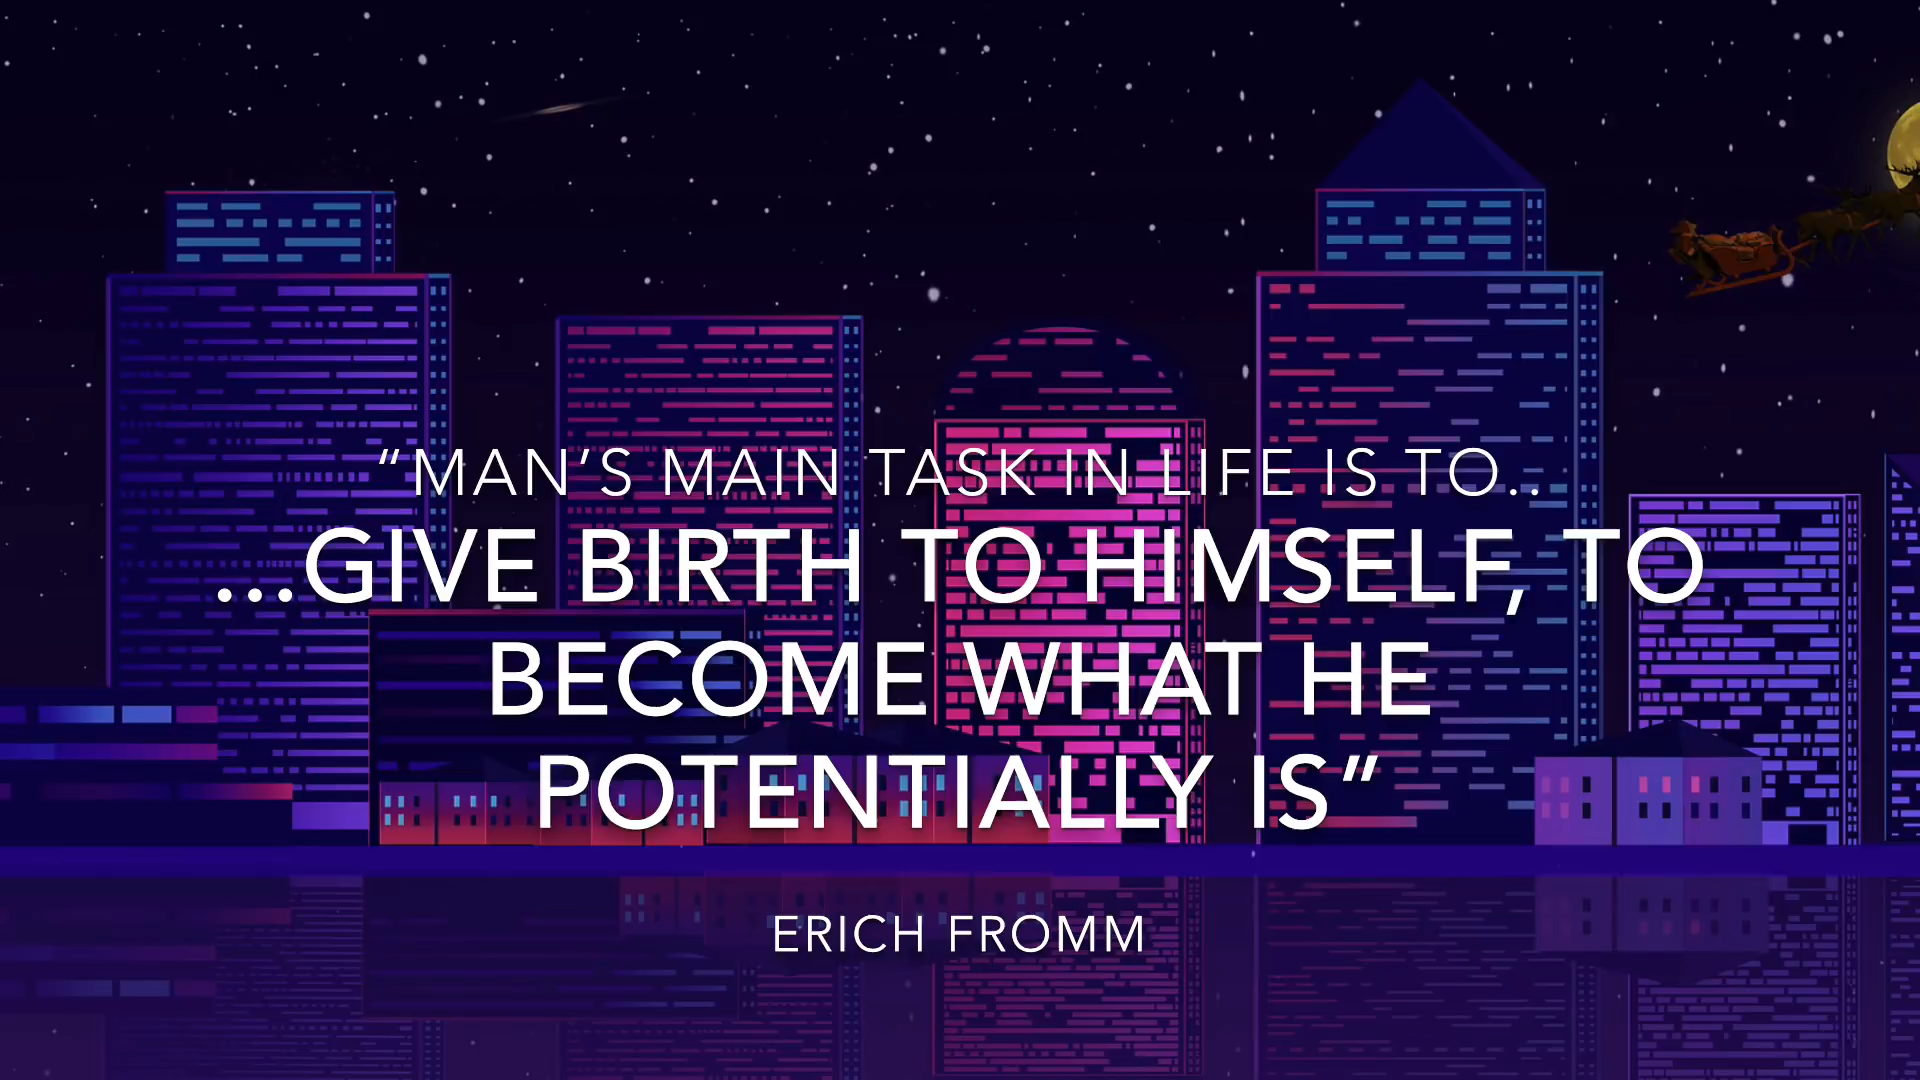 “MAN’S MAIN TASK IN LIFE IS TO..
...GIVE BIRTH TO HIMSELF, TO
BECOME WHAT HE
POTENTIALLY IS”
ERICH FROMM